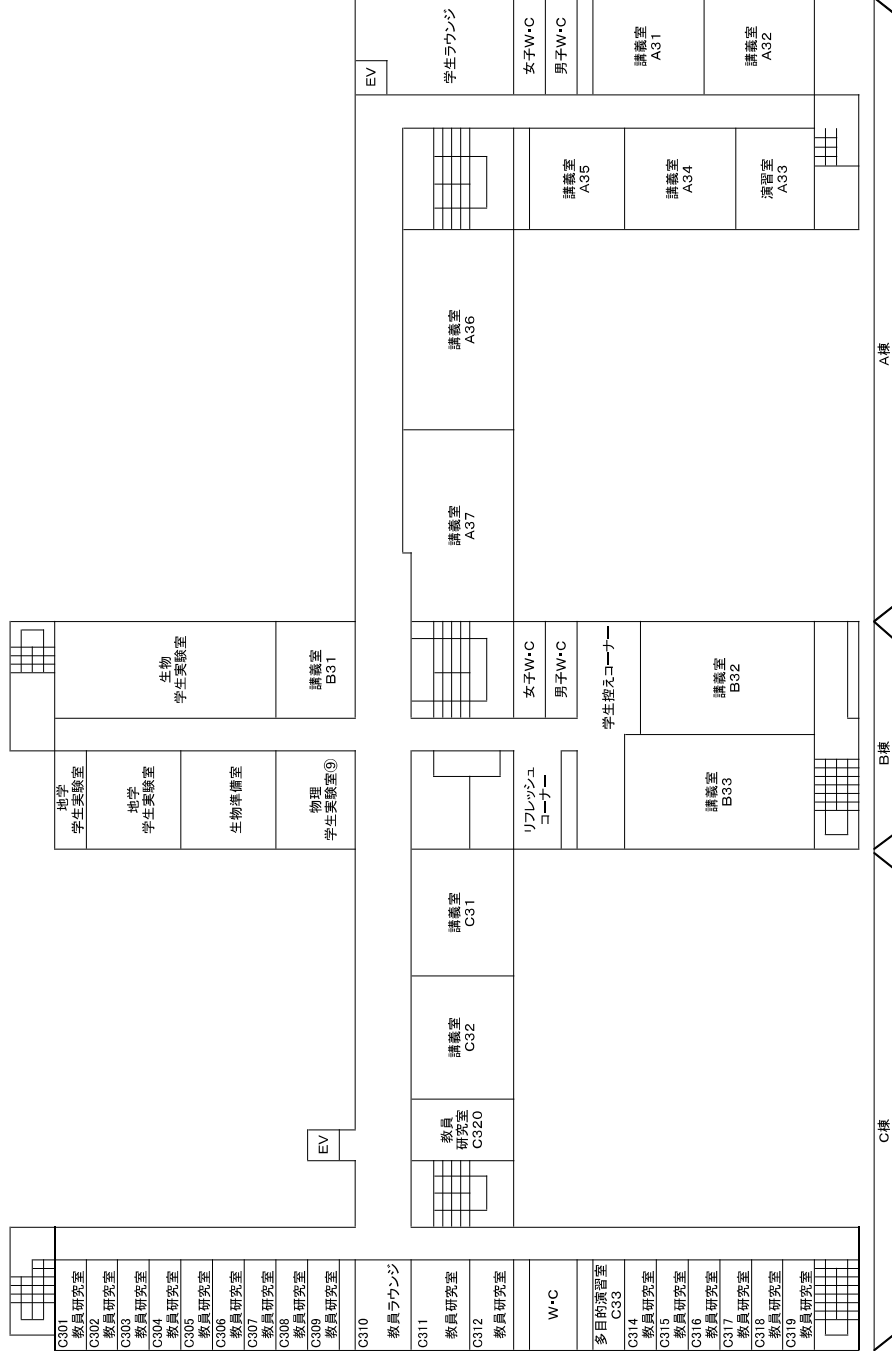 EV
学生ラウンジ
女子W・C
男子W・C
講義室
A31
講義室
A32
講義室
A35
講義室
A34
演習室
A33
講義室
A36
講義室
A37
A棟
生物
学生実験室
講義室
B31
女子W・C
男子W・C
学生控えコーナー
講義室
B32
地学
学生実験室
地学
学生実験室
生物準備室
物理
学生実験室⑨
リフレッシュ
コーナー
講義室
B33
B棟
講義室
C31
講義室
C32
教員
研究室
C320
EV
C棟
C301
教員研究室
C302
教員研究室
C303
教員研究室
C304
教員研究室
C305
教員研究室
C306
教員研究室
C307
教員研究室
C308
教員研究室
C309
教員研究室
C310
教員ラウンジ
C311
教員研究室
C312
教員研究室
W・C
多目的演習室
C33
C314
教員研究室
C315
教員研究室
C316
教員研究室
C317
教員研究室
C318
教員研究室
C319
教員研究室